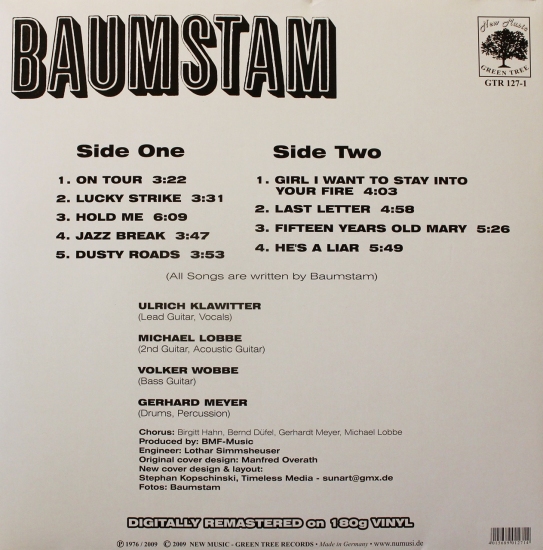 BAUMSTAM
New Music
GREEN TREE
GTR 127-1
Side One
1. ON TOUR 3:22
2. LUCKY STRIKE 3:31
3. HOLD ME 6:09
4. JAZZ BREAK 3:47
5. DUSTY ROADS 3:53
Side Two
1. GIRL I WANT TO STAY INTO
YOUR FIRE 4:03
2. LAST LETTER 4:58
3. FIFTEEN YEARS OLD MARY 5:26
4. HE'S A LIAR 5:49
(All Songs are written by Baumstam)
ULRICH KLAWITTER
(Lead Guitar, Vocals)
MICHAEL LOBBE
(2nd Guitar, Acoustic Guitar)
VOLKER WOBBE
(Bass Guitar)
GERHARD MEYER
(Drums, Percussion)
Chorus: Birgitt Hahn, Bernd Düfel, Gerhardt Meyer, Michael Lobbe
Produced by: BMF-Music
Engineer: Lothar Simmsheuser
Original cover design: Manfred Overath
New cover design & layout:
Stephan Kopschinski, Timeless Media - sunart@gmx.de
Fotos: Baumstam
DIGITALLY REMASTERED on 180g VINYL
℗ 1976 / 2009 © 2009 NEW MUSIC - GREEN TREE RECORDS • Made in Germany • www.numusi.de